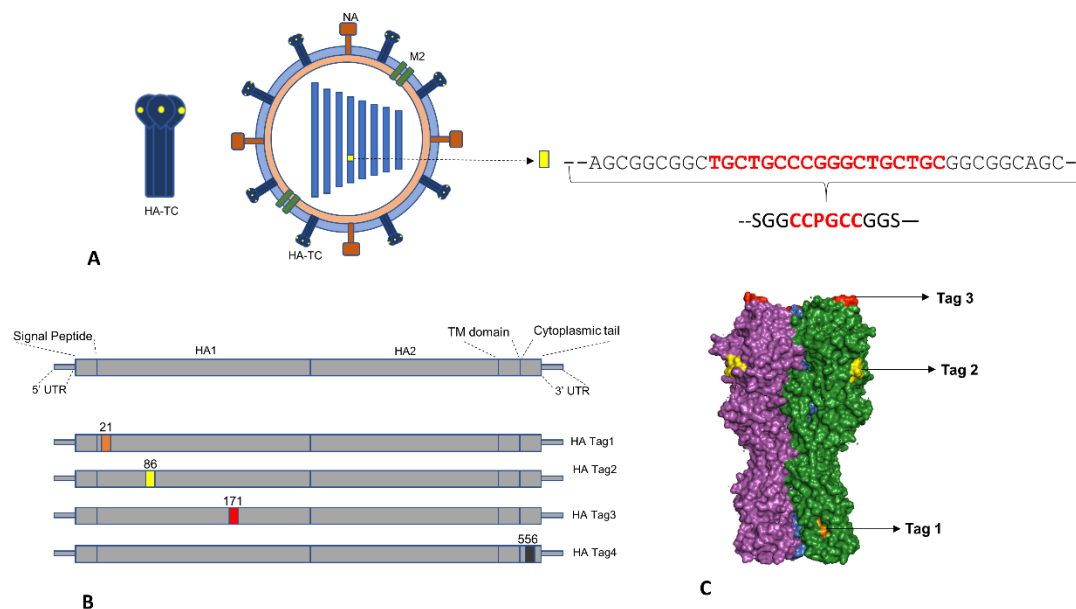 NA
M2
HA-TC
HA-TC
A
--AGCGGCGGCTGCTGCCCGGGCTGCTGCGGCGGCAGC–
--SGGCCPGCCGGS—
Signal Peptide
HA1
HA2
TM domain
Cytoplasmic tail
5' UTR
3' UTR
21
HA Tag1
86
HA Tag2
171
HA Tag3
556
HA Tag4
B
Tag 3
Tag 2
Tag 1
C